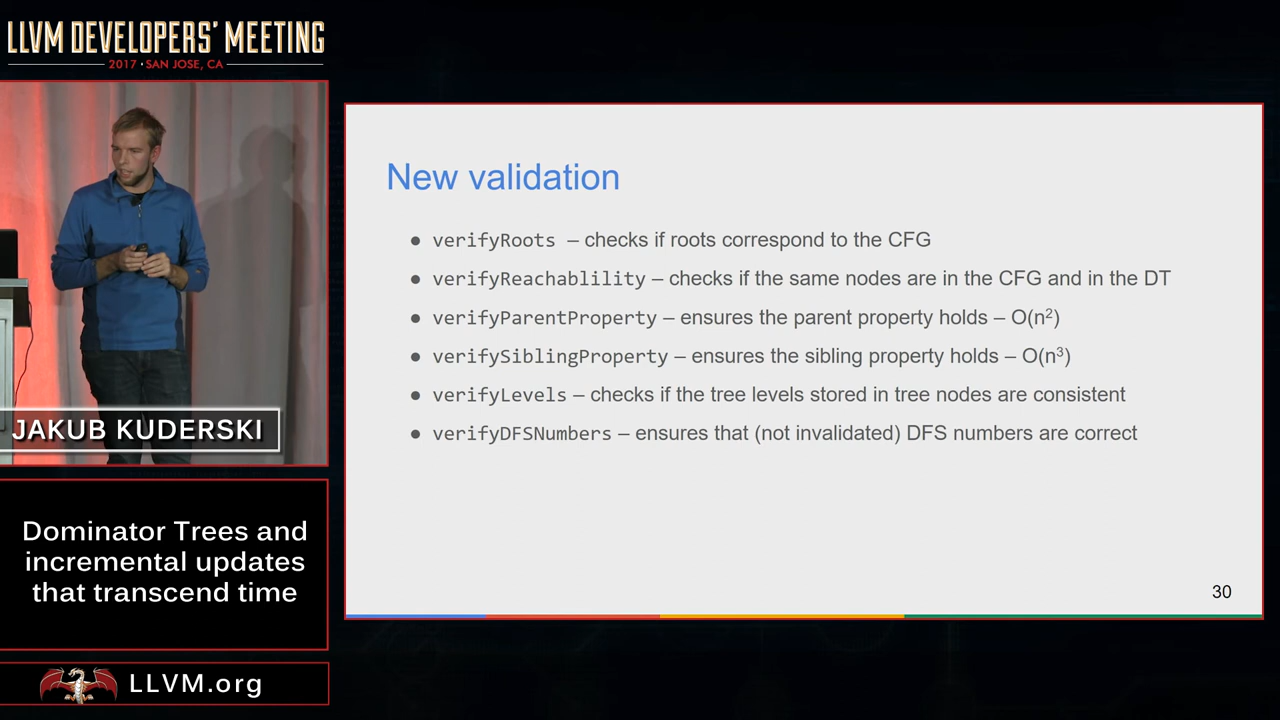 LLVM DEVELOPERS' MEETING
2017 • SAN JOSE, CA
JAKUB KUDERSKI
Dominator Trees and
incremental updates
that transcend time
LLVM.org
New validation
● verifyRoots – checks if roots correspond to the CFG
● verifyReachablility – checks if the same nodes are in the CFG and in the DT
● verifyParentProperty – ensures the parent property holds – O(n²)
● verifySiblingProperty – ensures the sibling property holds – O(n³)
● verifyLevels – checks if the tree levels stored in tree nodes are consistent
● verifyDFSNumbers – ensures that (not invalidated) DFS numbers are correct
30